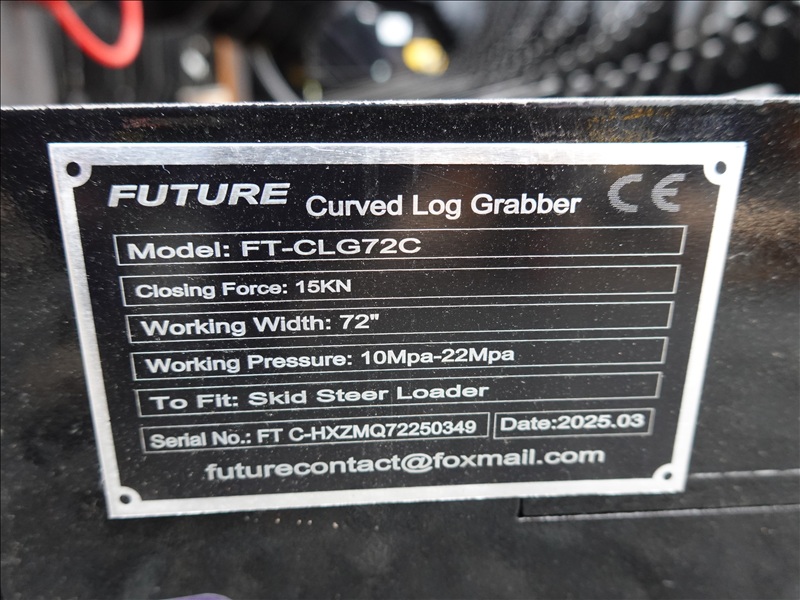 FUTURE Curved Log Grabber CE
Model: FT-CLG72C
Closing Force: 15KN
Working Width: 72"
Working Pressure: 10Mpa-22Mpa
To Fit: Skid Steer Loader
Serial No.: FT C-HXZMQ72250349 Date:2025.03
futurecontact@foxmail.com